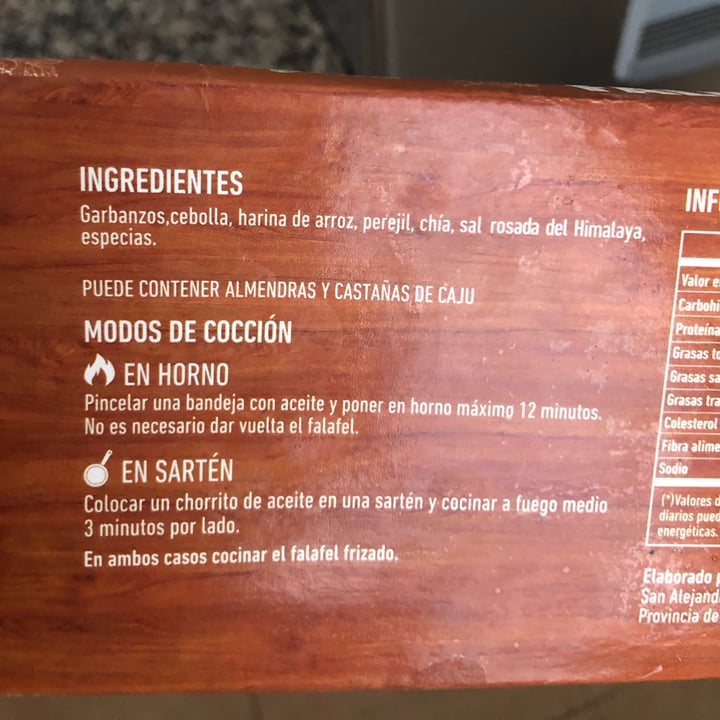 INGREDIENTES
Garbanzos,cebolla, harina de arroz, perejil, chía, sal rosada del Himalaya,
especias.
PUEDE CONTENER ALMENDRAS Y CASTAÑAS DE CAJU
MODOS DE COCCIÓN
EN HORNO
Pincelar una bandeja con aceite y poner en horno máximo 12 minutos.
No es necesario dar vuelta el falafel.
EN SARTÉN
Colocar un chorrito de aceite en una sartén y cocinar a fuego medio
3 minutos por lado.
En ambos casos cocinar el falafel frizado.
INF
Valor e
Carbohi
Proteína
Grasas to
Grasas sa
Grasas tra
Colesterol
Fibra alime
Sodio
(*)Valores d
diarios pued
energéticas.
Elaborado p
San Alejand
Provincia de